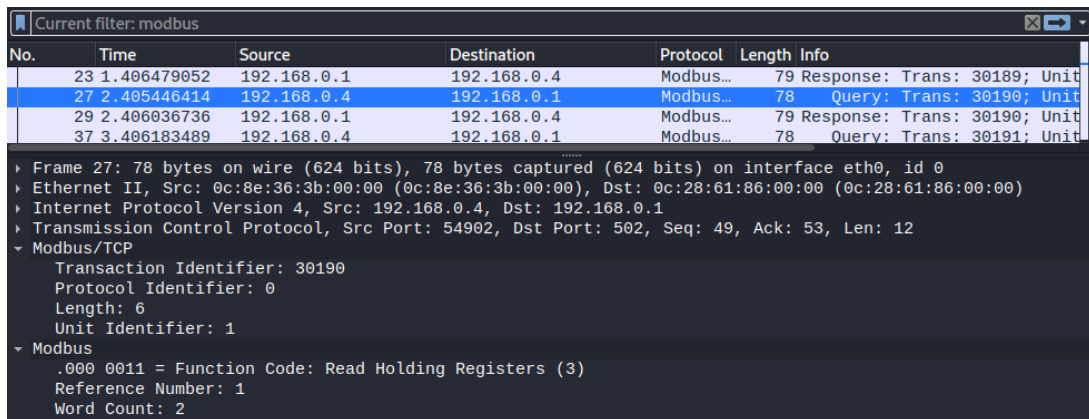 Current filter: modbus
No. Time Source Destination Protocol Length Info
23 1.406479052 192.168.0.1 192.168.0.4 Modbus… 79 Response: Trans: 30189; Unit
27 2.405446414 192.168.0.4 192.168.0.1 Modbus… 78 Query: Trans: 30190; Unit
29 2.406036736 192.168.0.1 192.168.0.4 Modbus… 79 Response: Trans: 30190; Unit
37 3.406183489 192.168.0.4 192.168.0.1 Modbus… 78 Query: Trans: 30191; Unit
Frame 27: 78 bytes on wire (624 bits), 78 bytes captured (624 bits) on interface eth0, id 0
Ethernet II, Src: 0c:8e:36:3b:00:00 (0c:8e:36:3b:00:00), Dst: 0c:28:61:86:00:00 (0c:28:61:86:00:00)
Internet Protocol Version 4, Src: 192.168.0.4, Dst: 192.168.0.1
Transmission Control Protocol, Src Port: 54902, Dst Port: 502, Seq: 49, Ack: 53, Len: 12
Modbus/TCP
Transaction Identifier: 30190
Protocol Identifier: 0
Length: 6
Unit Identifier: 1
Modbus
.000 0011 = Function Code: Read Holding Registers (3)
Reference Number: 1
Word Count: 2